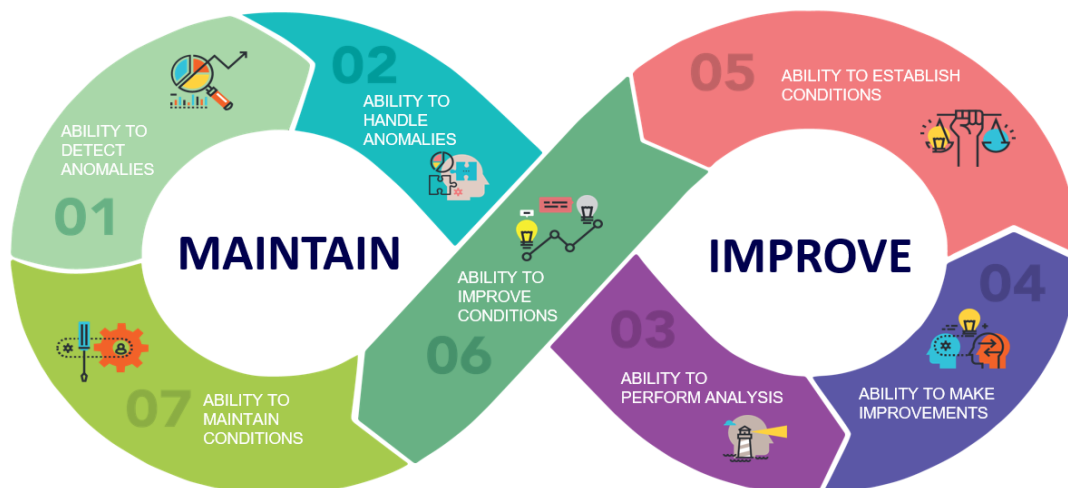 01
ABILITY TO
DETECT
ANOMALIES
02
ABILITY TO
HANDLE
ANOMALIES
03
ABILITY TO
PERFORM ANALYSIS
04
ABILITY TO MAKE
IMPROVEMENTS
05
ABILITY TO ESTABLISH
CONDITIONS
06
ABILITY TO
IMPROVE
CONDITIONS
07
ABILITY TO
MAINTAIN
CONDITIONS
MAINTAIN
IMPROVE